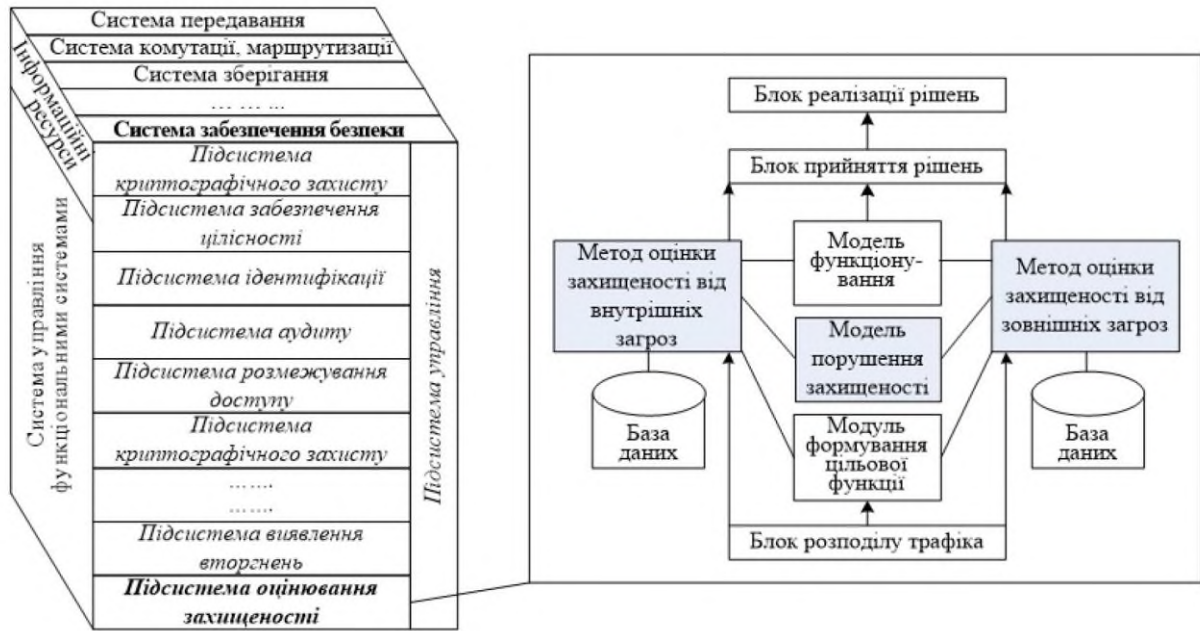 Система передавання
Система комутації, маршрутизації
Система зберігання
... ... ...
Система забезпечення безпеки
Інформаційні
ресурси
Система управління
функціональними системами
Підсистема
криптографічного захисту
Підсистема забезпечення
цілісності
Підсистема ідентифікації
Підсистема аудиту
Підсистема розмежування
доступу
Підсистема
криптографічного захисту
.......
.......
Підсистема виявлення
вторгнень
Підсистема оцінювання
захищеності
Підсистема управління
Блок реалізації рішень
Блок прийняття рішень
Метод оцінки
захищеності від
внутрішніх
загроз
Модель
функціону-
вання
Модель
порушення
захищеності
Модуль
формування
цільової
функції
Метод оцінки
захищеності від
зовнішніх загроз
База
даних
База
даних
Блок розподілу трафіка